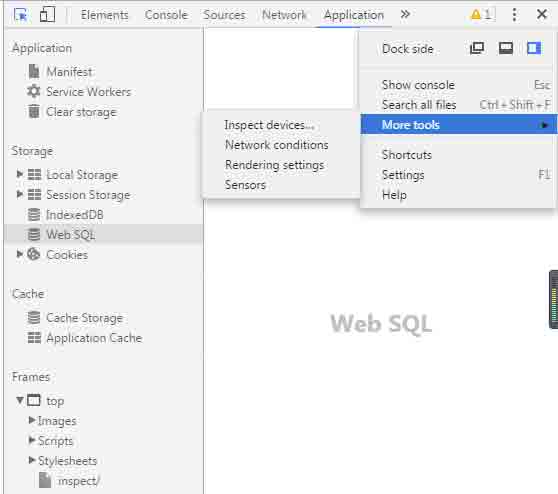 Elements Console Sources Network Application » 1
Application
Manifest
Service Workers
Clear storage
Storage
Local Storage
Session Storage
IndexedDB
Web SQL
Cookies
Cache
Cache Storage
Application Cache
Frames
top
Images
Scripts
Stylesheets
inspect/
Dock side
Show console Esc
Search all files Ctrl + Shift + F
More tools
Shortcuts
Settings F1
Help
Inspect devices...
Network conditions
Rendering settings
Sensors
Web SQL